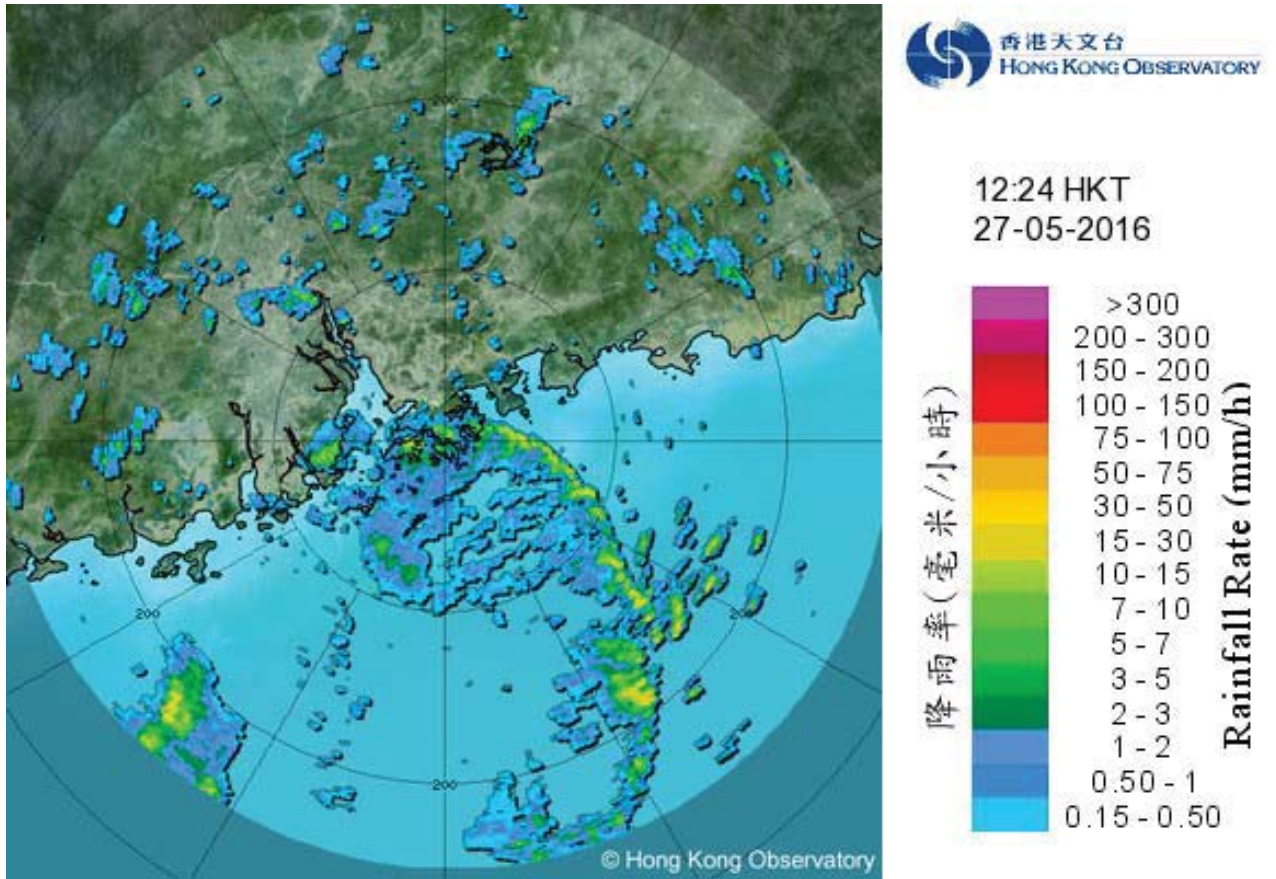 香港天文台
HONG KONG OBSERVATORY
12:24 HKT
27-05-2016
>300
200 - 300
150 - 200
100 - 150
75 - 100
50 - 75
30 - 50
15 - 30
10 - 15
7 - 10
5 - 7
3 - 5
2 - 3
1 - 2
0.50 - 1
0.15 - 0.50
降雨率(毫米/小時)
Rainfall Rate (mm/h)
200
200
200
© Hong Kong Observatory